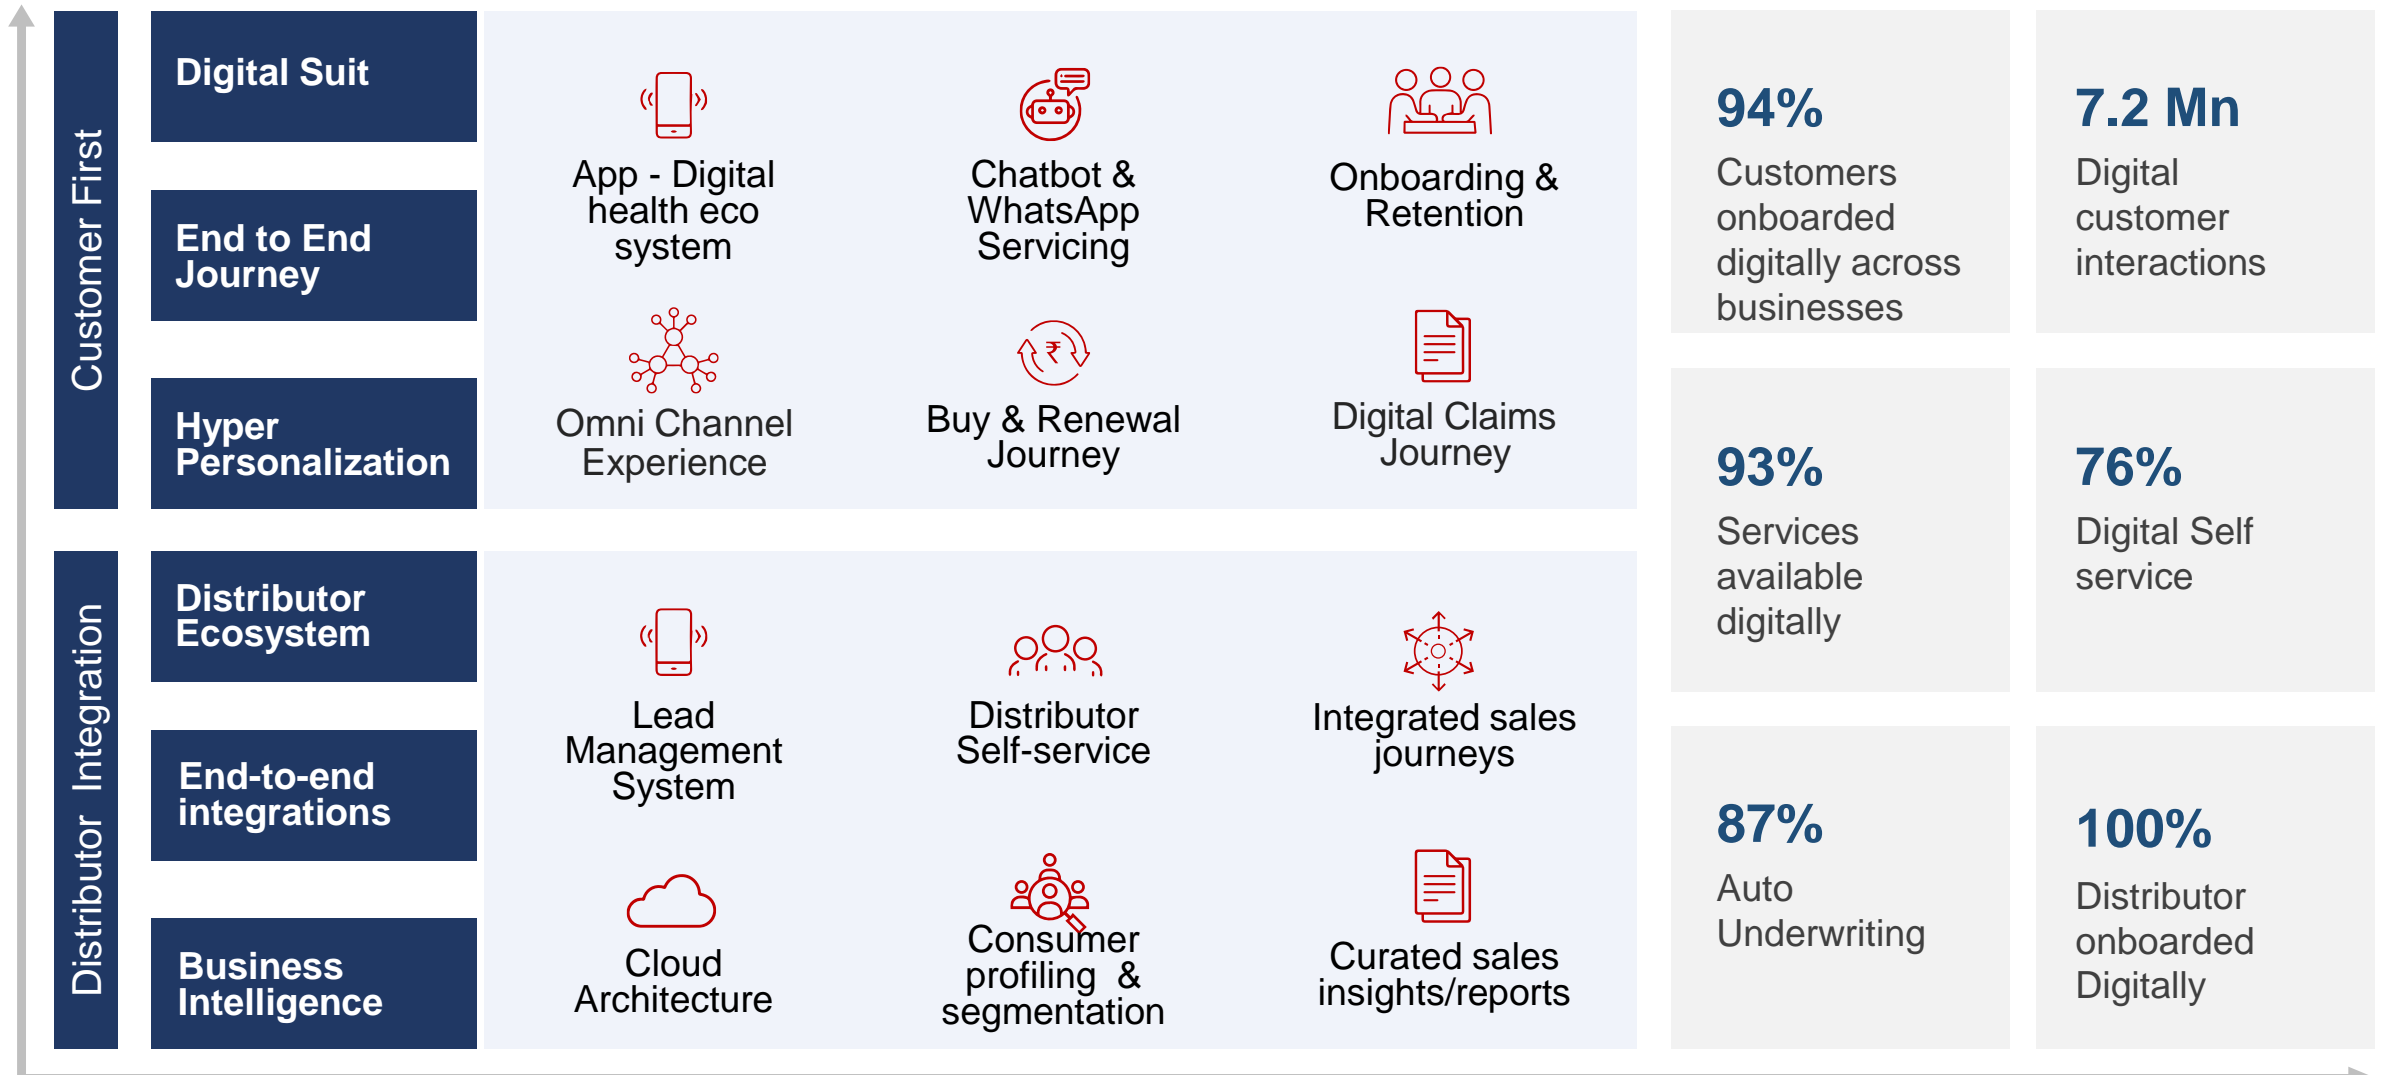 Customer First
Digital Suit
End to End
Journey
Hyper
Personalization
App - Digital
health eco
system
Chatbot &
WhatsApp
Servicing
Onboarding &
Retention
Omni Channel
Experience
₹
Buy & Renewal
Journey
Digital Claims
Journey
Distributor Integration
Distributor
Ecosystem
End-to-end
integrations
Business
Intelligence
Lead
Management
System
Distributor
Self-service
Integrated sales
journeys
Cloud
Architecture
Consumer
profiling & 
segmentation
Curated sales
insights/reports
94%
Customers
onboarded
digitally across
businesses
7.2 Mn
Digital
customer
interactions
93%
Services
available
digitally
76%
Digital Self
service
87%
Auto
Underwriting
100%
Distributor
onboarded
Digitally